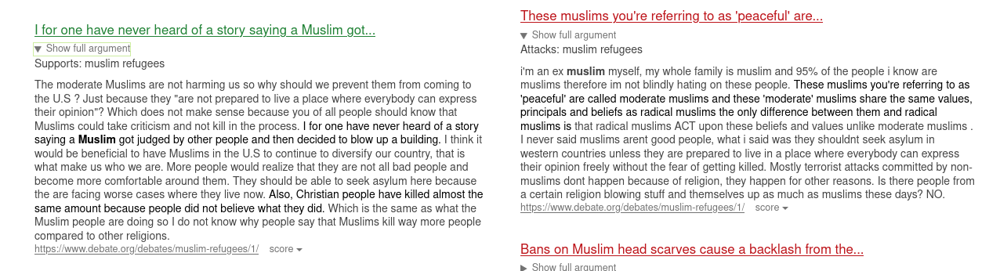 I for one have never heard of a story saying a Muslim got...
▼ Show full argument
Supports: muslim refugees
The moderate Muslims are not harming us so why should we prevent them from coming to
the U.S ? Just because they "are not prepared to live a place where everybody can express
their opinion"? Which does not make sense because you of all people should know that
Muslims could take criticism and not kill in the process. I for one have never heard of a story
saying a Muslim got judged by other people and then decided to blow up a building. I think it
would be beneficial to have Muslims in the U.S to continue to diversify our country, that is
what make us who we are. More people would realize that they are not all bad people and
become more comfortable around them. They should be able to seek asylum here because
the are facing worse cases where they live now. Also, Christian people have killed almost the
same amount because people did not believe what they did. Which is the same as what the
Muslim people are doing so I do not know why people say that Muslims kill way more people
compared to other religions.
https://www.debate.org/debates/muslim-refugees/1/ score ▾
These muslims you're referring to as 'peaceful' are...
▼ Show full argument
Attacks: muslim refugees
i'm an ex muslim myself, my whole family is muslim and 95% of the people i know are
muslims therefore im not blindly hating on these people. These muslims you're referring to as
'peaceful' are called moderate muslims and these 'moderate' muslims share the same values,
principals and beliefs as radical muslims the only difference between them and radical
muslims is that radical muslims ACT upon these beliefs and values unlike moderate muslims .
I never said muslims arent good people, what i said was they shouldnt seek asylum in
western countries unless they are prepared to live in a place where everybody can express
their opinion freely without the fear of getting killed. Mostly terrorist attacks committed by non-
muslims dont happen because of religion, they happen for other reasons. Is there people from
a certain religion blowing stuff and themselves up as much as muslims these days? NO.
https://www.debate.org/debates/muslim-refugees/1/ score ▾
Bans on Muslim head scarves cause a backlash from the...
▶ Show full argument